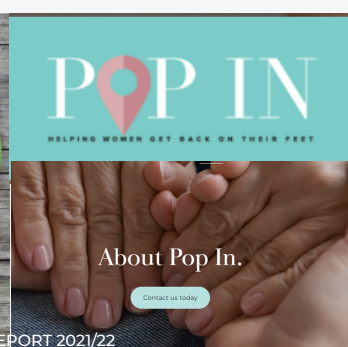 POP IN
HELPING WOMEN GET BACK ON THEIR FEET
About Pop In.
Contact us today
EPORT 2021/22